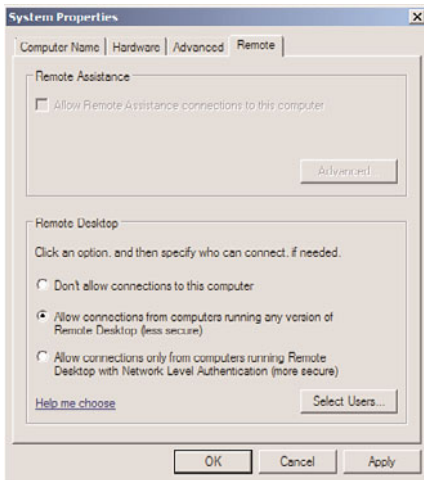 System Properties
Computer Name
Hardware
Advanced
Remote
Remote Assistance
Allow Remote Assistance connections to this computer
Advanced...
Remote Desktop
Click an option, and then specify who can connect, if needed.
Don't allow connections to this computer
Allow connections from computers running any version of
Remote Desktop (less secure)
Allow connections only from computers running Remote
Desktop with Network Level Authentication (more secure)
Help me choose
Select Users...
OK
Cancel
Apply